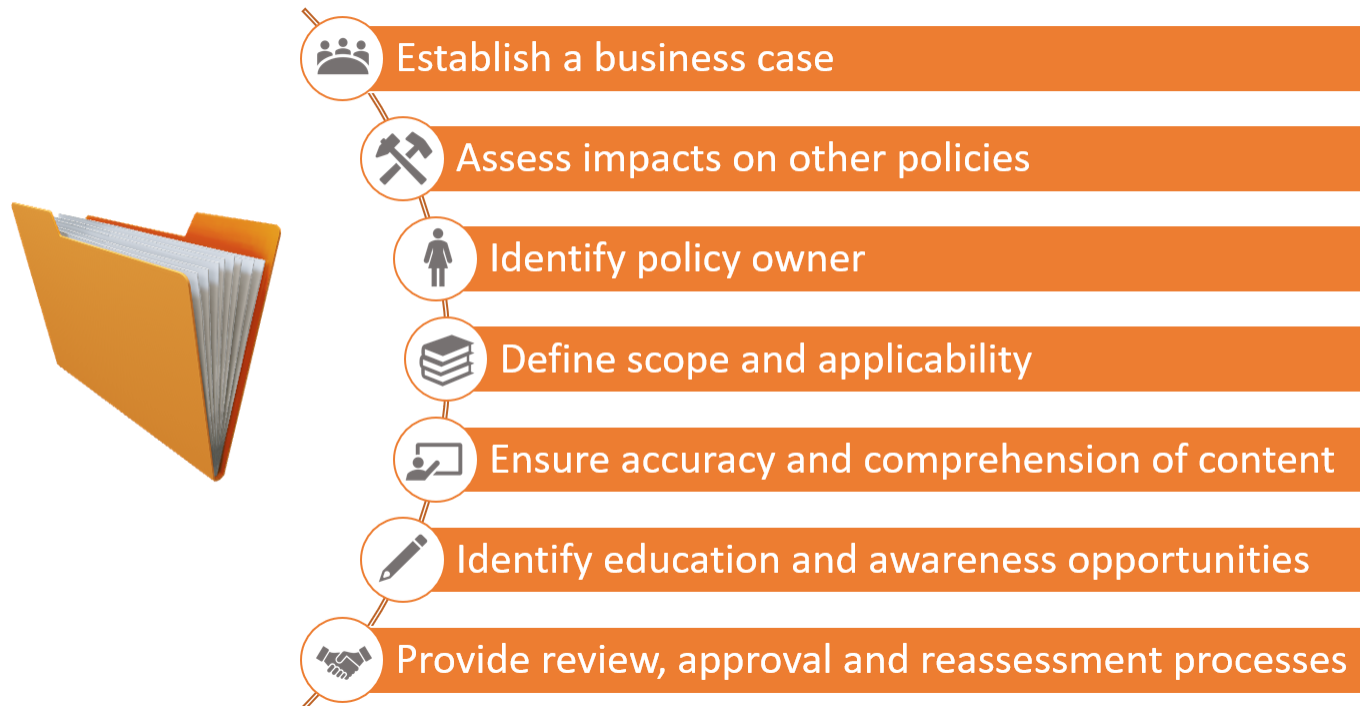 Establish a business case
Assess impacts on other policies
Identify policy owner
Define scope and applicability
Ensure accuracy and comprehension of content
Identify education and awareness opportunities
Provide review, approval and reassessment processes